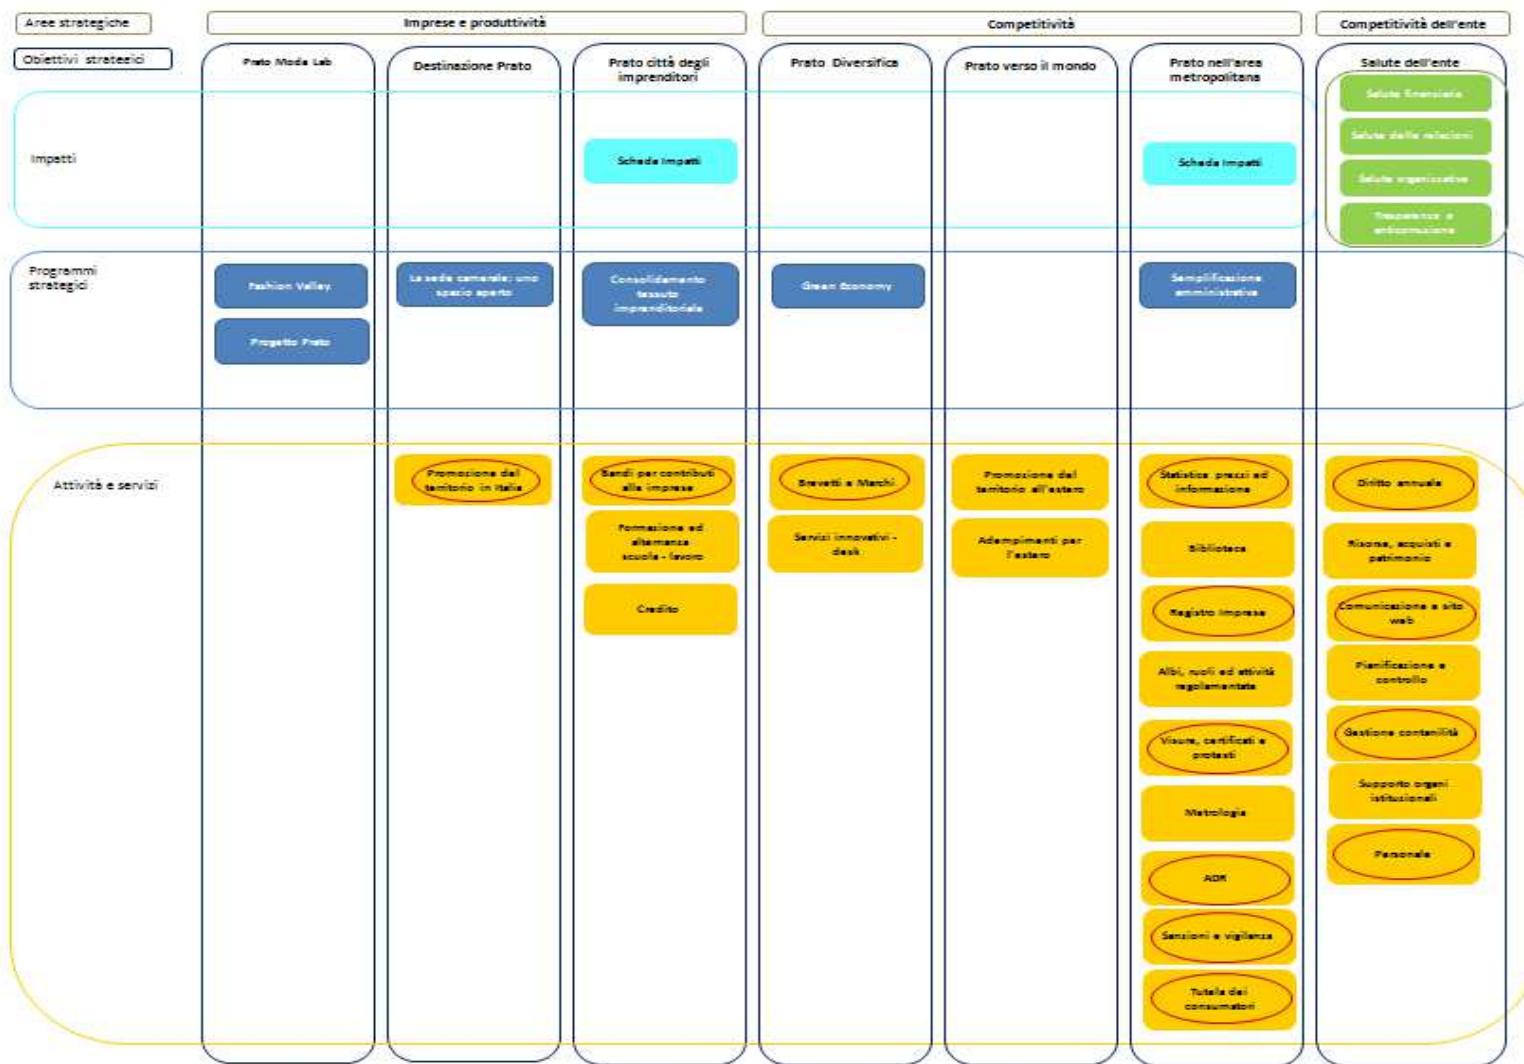 Aree strategiche
Imprese e produttività
Competitività
Competitività dell'ente
Obiettivi strategici
Prato Moda Lab
Destinazione Prato
Prato città degli
imprenditori
Prato Diversifica
Prato verso il mondo
Prato nell'area
metropolitana
Salute dell'ente
Impatti
Scheda Impatti
Scheda Impatti
Salute finanziaria
Salute delle relazioni
Salute organizzativa
Trasparenza e
anticorruzione
Programmi
strategici
Fashion Valley
Progetto Prato
La sede camerale: uno
spazio aperto
Consolidamento
tessuto
imprenditoriale
Green Economy
Semplificazione
amministrativa
Attività e servizi
Promozione del
territorio in Italia
Bandi per contributi
alle imprese
Formazione ed
alternanza
scuola - lavoro
Credito
Brevetti e Marchi
Servizi innovativi -
desk
Promozione del
territorio all'estero
Adempimenti per
l'estero
Statistica prezzi ed
informazione
Biblioteca
Registro Imprese
Albi, ruoli ed attività
regolamentate
Visure, certificati e
protesti
Metrologia
ADR
Sanzioni e vigilanza
Tutela dei
consumatori
Diritto annuale
Risorse, acquisti e
patrimonio
Comunicazione e sito
web
Pianificazione e
controllo
Gestione contanilità
Supporto organi
istituzionali
Personale